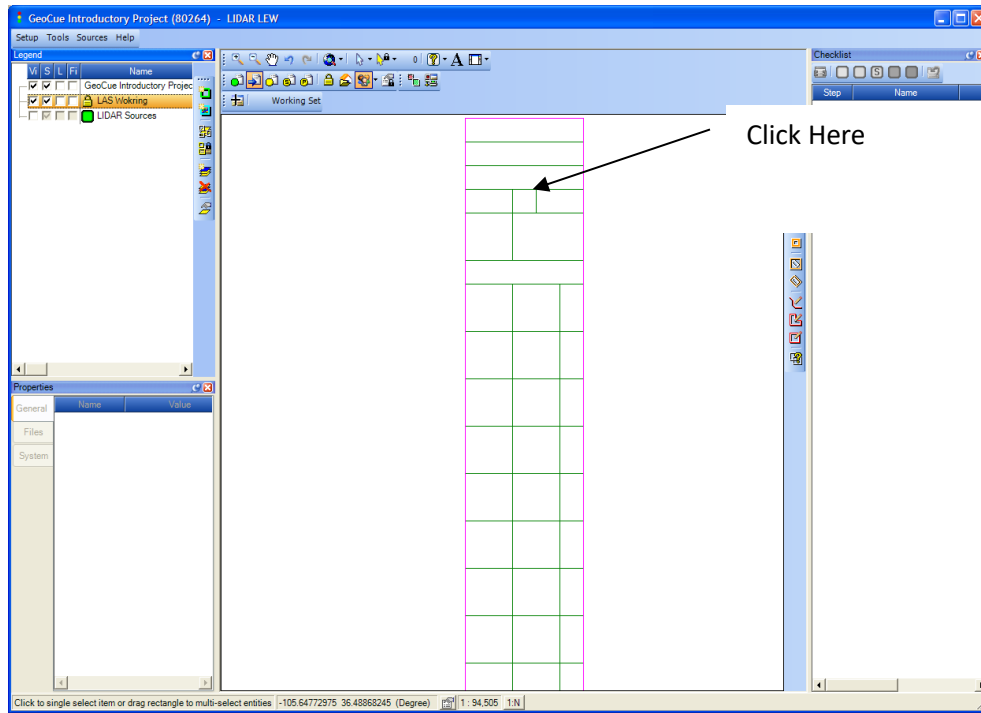 GeoCue Introductory Project (80264) - LIDAR LEW
Setup Tools Sources Help
Legend
Vi S L Fi Name
GeoCue Introductory Projec
LAS Wokring
LIDAR Sources
0 ? A
Working Set
Click Here
Checklist
S
Step Name
Properties
General Name Value
Files
System
Click to single select item or drag rectangle to multi-select entities -105.64772975 36.48868245 (Degree) 1 : 94,505 1:N